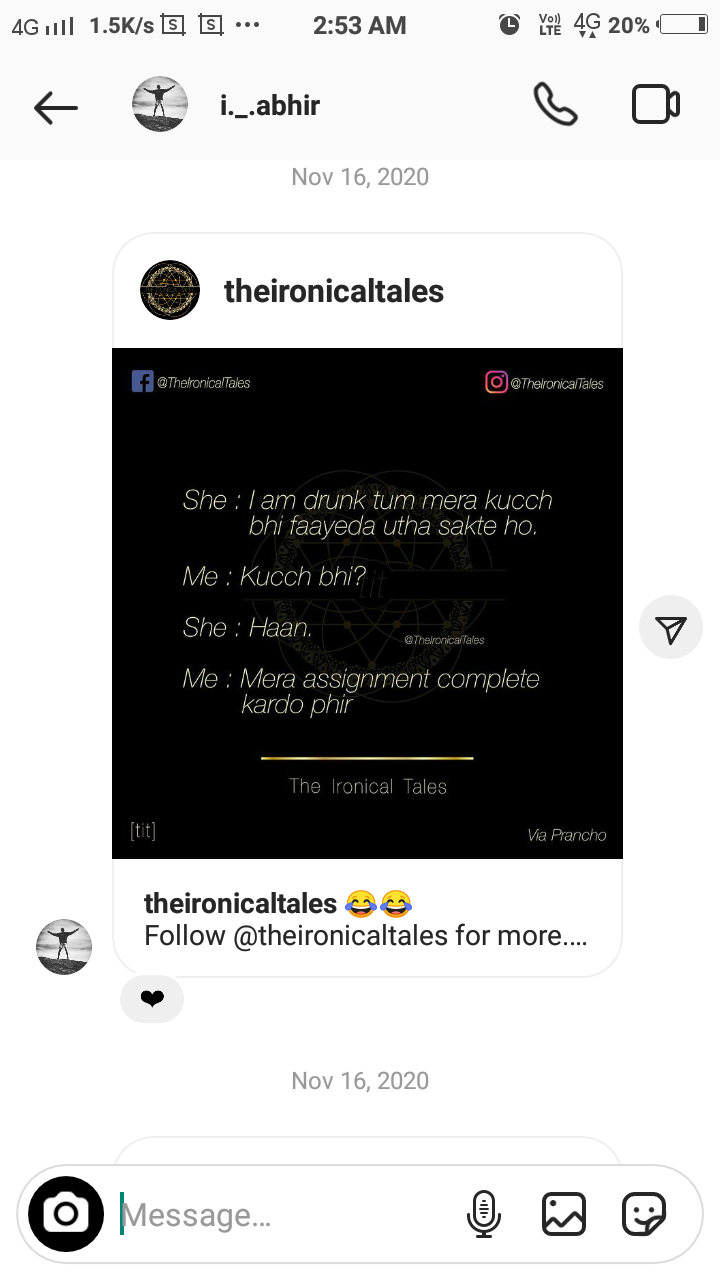 4G 1.5K/s S S ... 2:53 AM Vo)) LTE 4G 20%
i._.abhir
Nov 16, 2020
theironicaltales
@TheIronicalTales @TheIronicalTales
She : I am drunk tum mera kucch
bhi faayeda utha sakte ho.
Me : Kucch bhi?
She : Haan.
@TheIronicalTales
Me : Mera assignment complete
kardo phir
The Ironical Tales
[tit] Via Prancho
theironicaltales 😂😂
Follow @theironicaltales for more....
❤
Nov 16, 2020
Message...